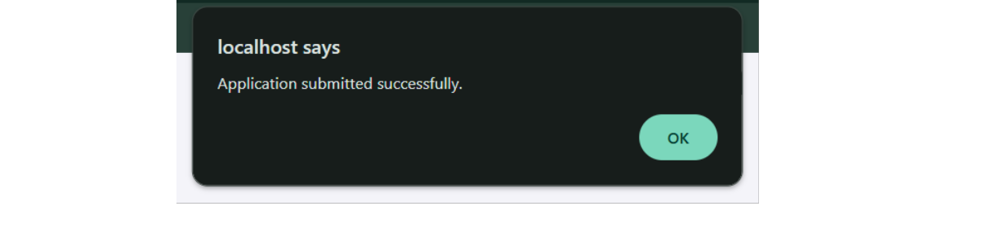 localhost says
Application submitted successfully.
OK